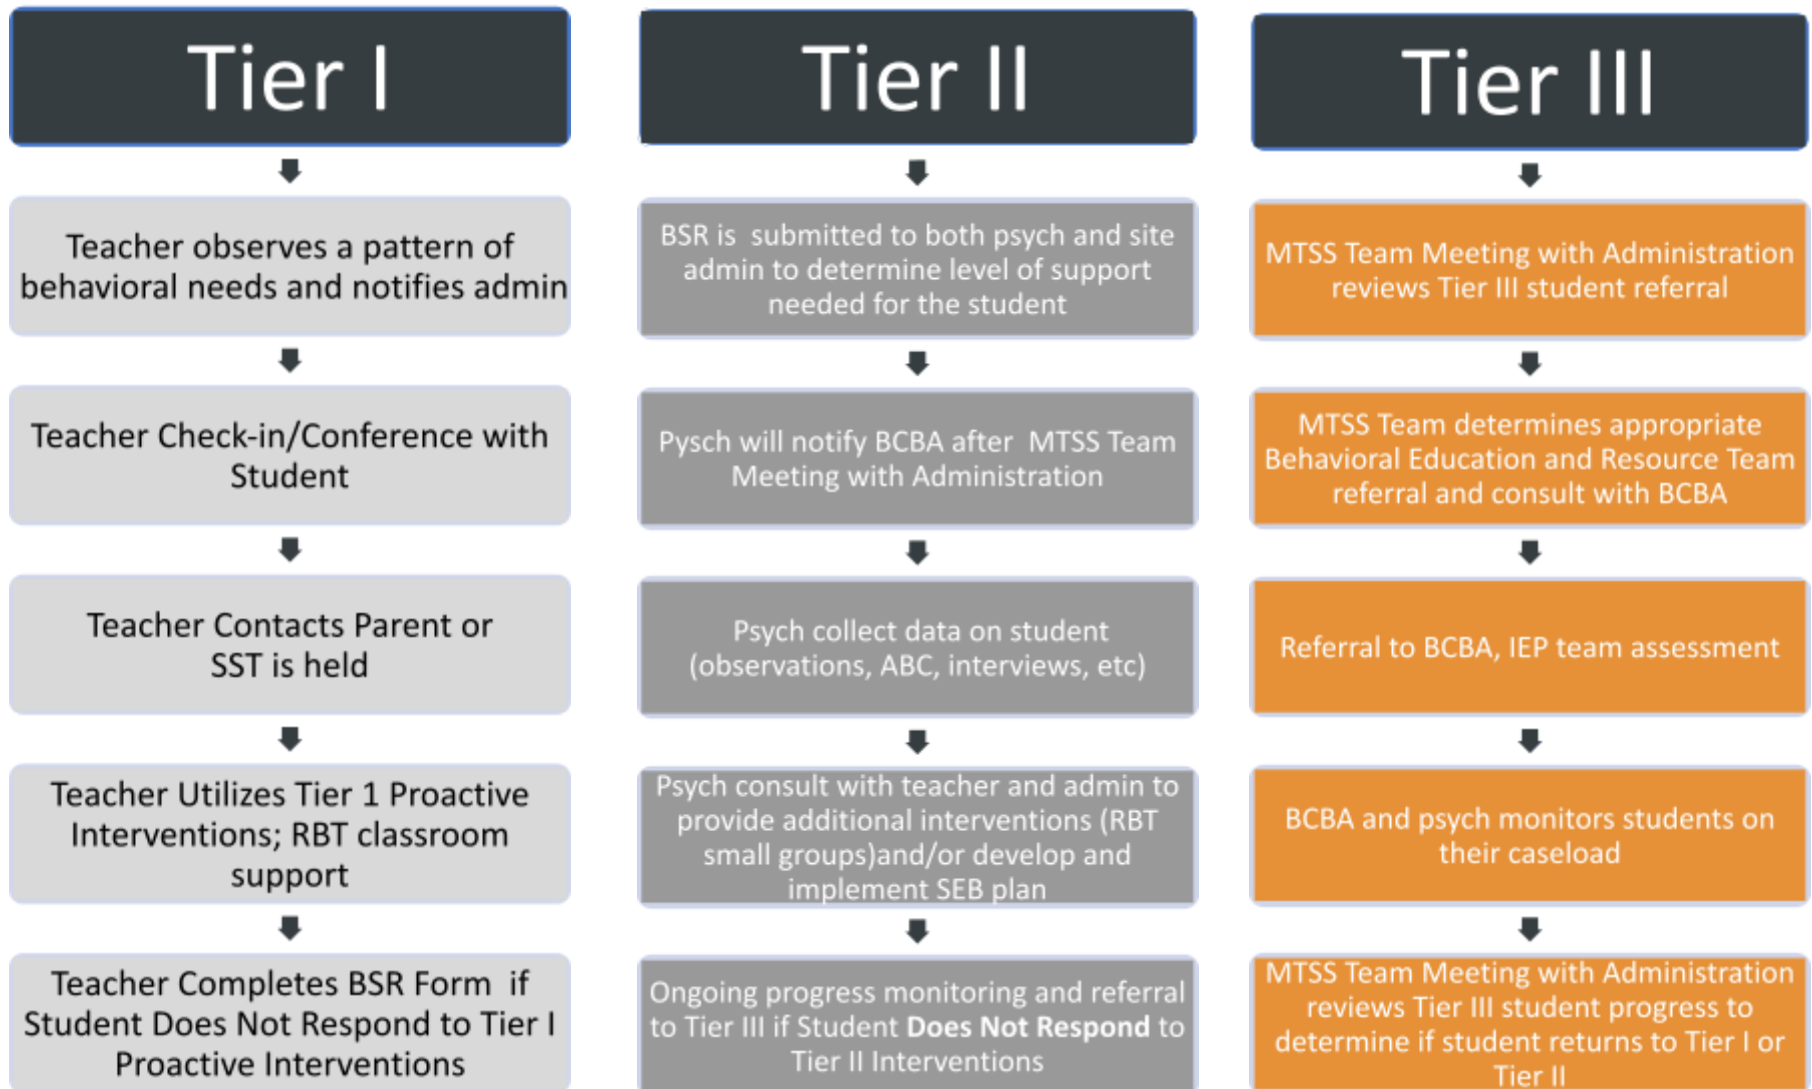 Tier I
Teacher observes a pattern of
behavioral needs and notifies admin
Teacher Check-in/Conference with
Student
Teacher Contacts Parent or
SST is held
Teacher Utilizes Tier 1 Proactive
Interventions; RBT classroom
support
Teacher Completes BSR Form  if
Student Does Not Respond to Tier I
Proactive Interventions
Tier II
BSR is  submitted to both psych and site
admin to determine level of support
needed for the student
Pysch will notify BCBA after  MTSS Team
Meeting with Administration
Psych collect data on student
(observations, ABC, interviews, etc)
Psych consult with teacher and admin to
provide additional interventions (RBT
small groups)and/or develop and
implement SEB plan
Ongoing progress monitoring and referral
to Tier III if Student Does Not Respond to
Tier II Interventions
Tier III
MTSS Team Meeting with Administration
reviews Tier III student referral
MTSS Team determines appropriate
Behavioral Education and Resource Team
referral and consult with BCBA
Referral to BCBA, IEP team assessment
BCBA and psych monitors students on
their caseload
MTSS Team Meeting with Administration
reviews Tier III student progress to
determine if student returns to Tier I or
Tier II